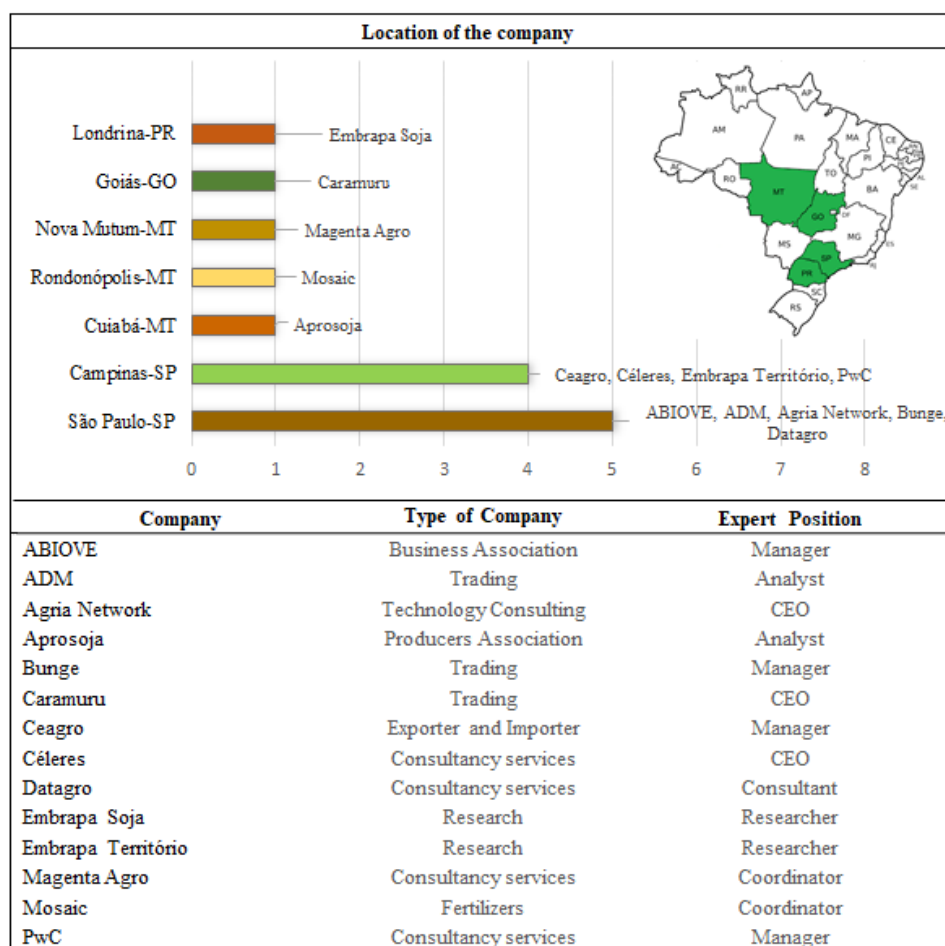 Location of the company
Londrina-PR
Embrapa Soja
Goiás-GO
Caramuru
Nova Mutum-MT
Magenta Agro
Rondonópolis-MT
Mosaic
Cuiabá-MT
Aprosoja
Campinas-SP
Ceagro, Céleres, Embrapa Território, PwC
São Paulo-SP
ABIOVE, ADM, Agria Network, Bunge,
Datagro
0 1 2 3 4 5 6 7 8
RR AP
AM PA MA CE
AC RO TO PI
AL
SE
MT BA
GO DF
MS MG ES
SP RJ
PR
SC
RS
Company Type of Company Expert Position
ABIOVE Business Association Manager
ADM Trading Analyst
Agria Network Technology Consulting CEO
Aprosoja Producers Association Analyst
Bunge Trading Manager
Caramuru Trading CEO
Ceagro Exporter and Importer Manager
Céleres Consultancy services CEO
Datagro Consultancy services Consultant
Embrapa Soja Research Researcher
Embrapa Território Research Researcher
Magenta Agro Consultancy services Coordinator
Mosaic Fertilizers Coordinator
PwC Consultancy services Manager